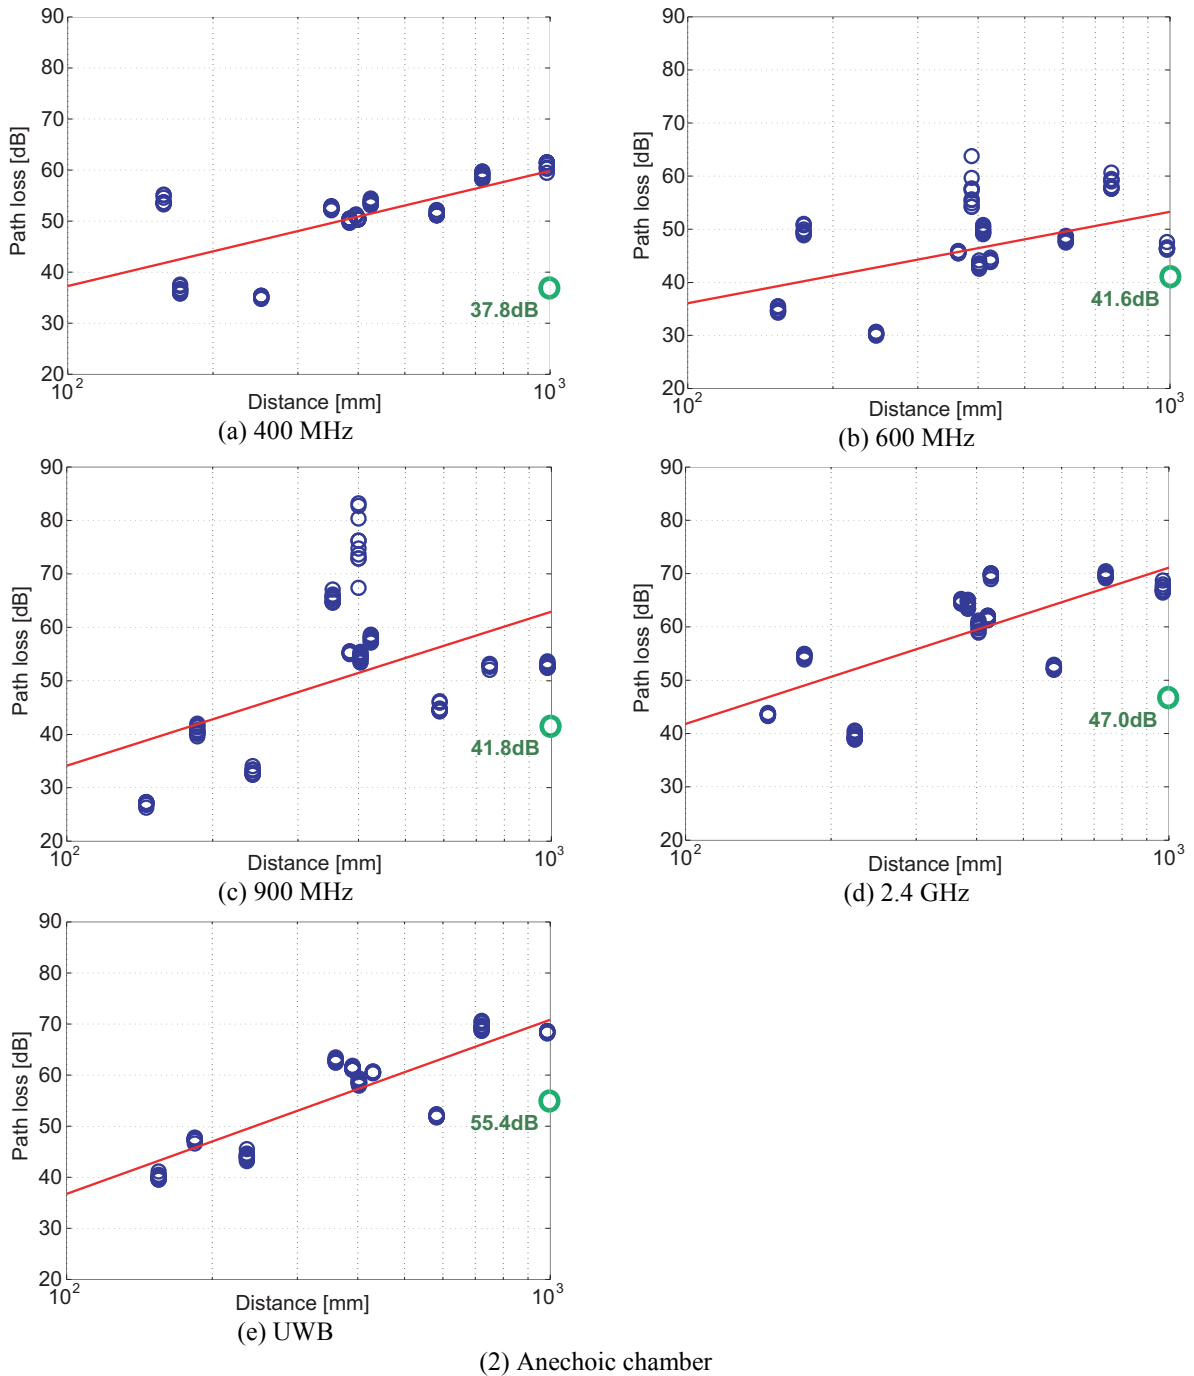 90
80
70
60
50
40
30
20
Path loss [dB]
37.8dB
10² 10³
Distance [mm]
(a) 400 MHz
90
80
70
60
50
40
30
20
Path loss [dB]
41.6dB
10² 10³
Distance [mm]
(b) 600 MHz
90
80
70
60
50
40
30
20
Path loss [dB]
41.8dB
10² 10³
Distance [mm]
(c) 900 MHz
90
80
70
60
50
40
30
20
Path loss [dB]
47.0dB
10² 10³
Distance [mm]
(d) 2.4 GHz
90
80
70
60
50
40
30
20
Path loss [dB]
55.4dB
10² 10³
Distance [mm]
(e) UWB
(2) Anechoic chamber